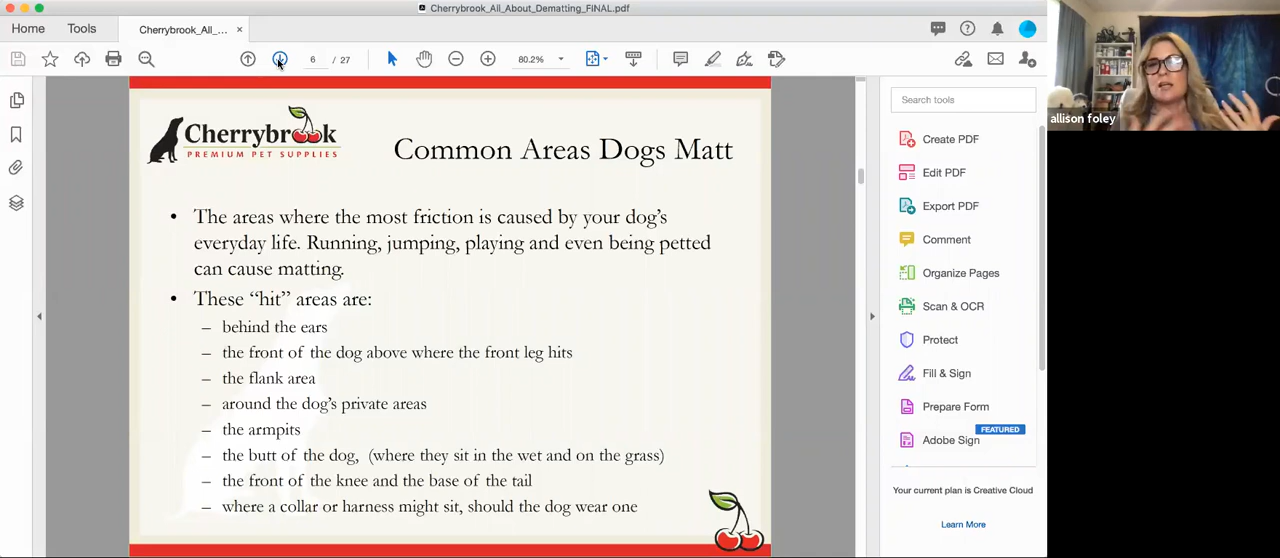 Cherrybrook_All_About_Dematting_FINAL.pdf
Home
Tools
Cherrybrook_All_...
×
6 / 27
80.2%
Search tools
allison foley
Create PDF
Edit PDF
Export PDF
Comment
Organize Pages
Scan & OCR
Protect
Fill & Sign
Prepare Form
FEATURED
Adobe Sign
Your current plan is Creative Cloud
Learn More
Cherrybrook
PREMIUM PET SUPPLIES
Common Areas Dogs Matt
• The areas where the most friction is caused by your dog's
everyday life. Running, jumping, playing and even being petted
can cause matting.
• These “hit” areas are:
– behind the ears
– the front of the dog above where the front leg hits
– the flank area
– around the dog's private areas
– the armpits
– the butt of the dog, (where they sit in the wet and on the grass)
– the front of the knee and the base of the tail
– where a collar or harness might sit, should the dog wear one